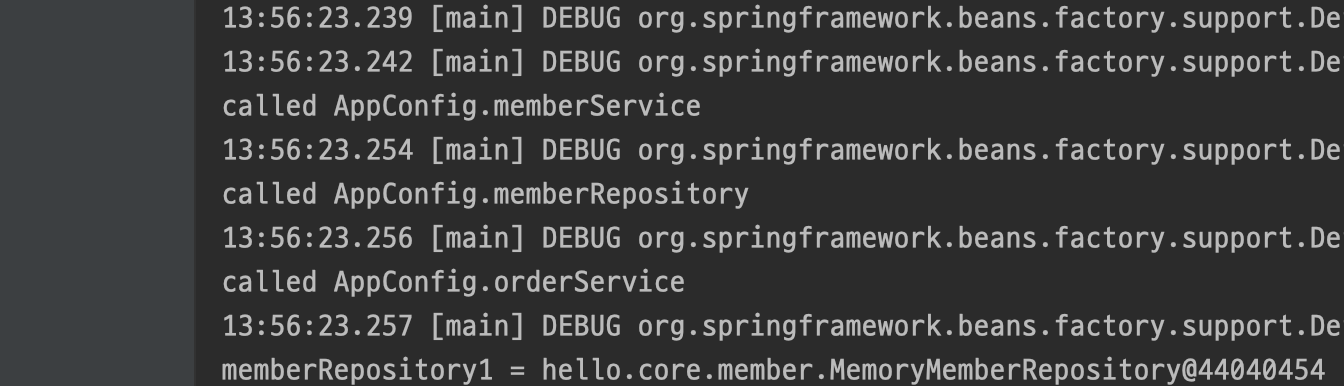 13:56:23.239 [main] DEBUG org.springframework.beans.factory.support.De
13:56:23.242 [main] DEBUG org.springframework.beans.factory.support.De
called AppConfig.memberService
13:56:23.254 [main] DEBUG org.springframework.beans.factory.support.De
called AppConfig.memberRepository
13:56:23.256 [main] DEBUG org.springframework.beans.factory.support.De
called AppConfig.orderService
13:56:23.257 [main] DEBUG org.springframework.beans.factory.support.De
memberRepository1 = hello.core.member.MemoryMemberRepository@44040454